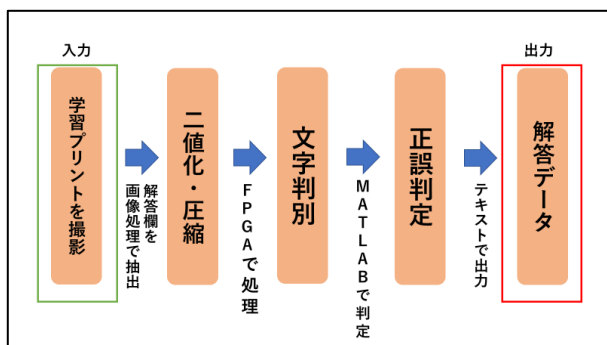 入力
学習プリントを撮影
解答欄を
画像処理で抽出
二値化・圧縮
FPGAで処理
文字判別
MATLABで判定
正誤判定
テキストで出力
出力
解答データ